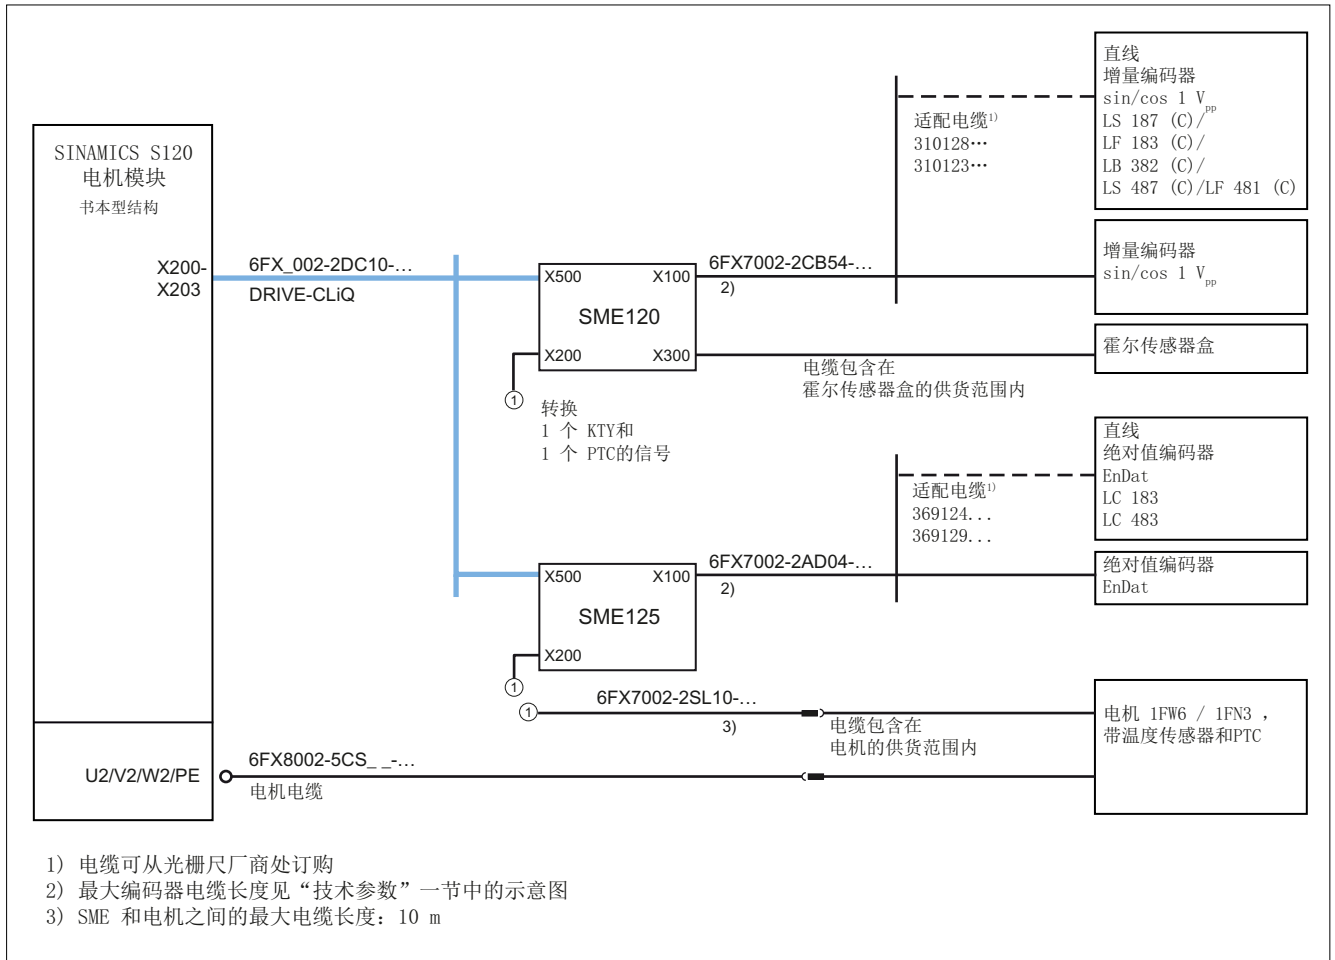 SINAMICS S120
电机模块
书本型结构
X200-
X203
6FX_002-2DC10-...
DRIVE-CLiQ
X500
X100
SME120
X200
X300
①
转换
1 个 KTY和
1 个 PTC的信号
6FX7002-2CB54-...
2)
适配电缆1)
310128···
310123···
直线
增量编码器
sin/cos 1 Vpp
LS 187 (C)/
LF 183 (C)/
LB 382 (C)/
LS 487 (C)/LF 481 (C)
增量编码器
sin/cos 1 Vpp
电缆包含在
霍尔传感器盒的供货范围内
霍尔传感器盒
X500
X100
SME125
X200
①
6FX7002-2AD04-...
2)
适配电缆1)
369124...
369129...
直线
绝对值编码器
EnDat
LC 183
LC 483
绝对值编码器
EnDat
①
6FX7002-2SL10-...
3)
电缆包含在
电机的供货范围内
电机 1FW6 / 1FN3 ，
带温度传感器和PTC
U2/V2/W2/PE
6FX8002-5CS_ _-...
电机电缆
1) 电缆可从光栅尺厂商处订购
2) 最大编码器电缆长度见“技术参数”一节中的示意图
3) SME 和电机之间的最大电缆长度：10 m